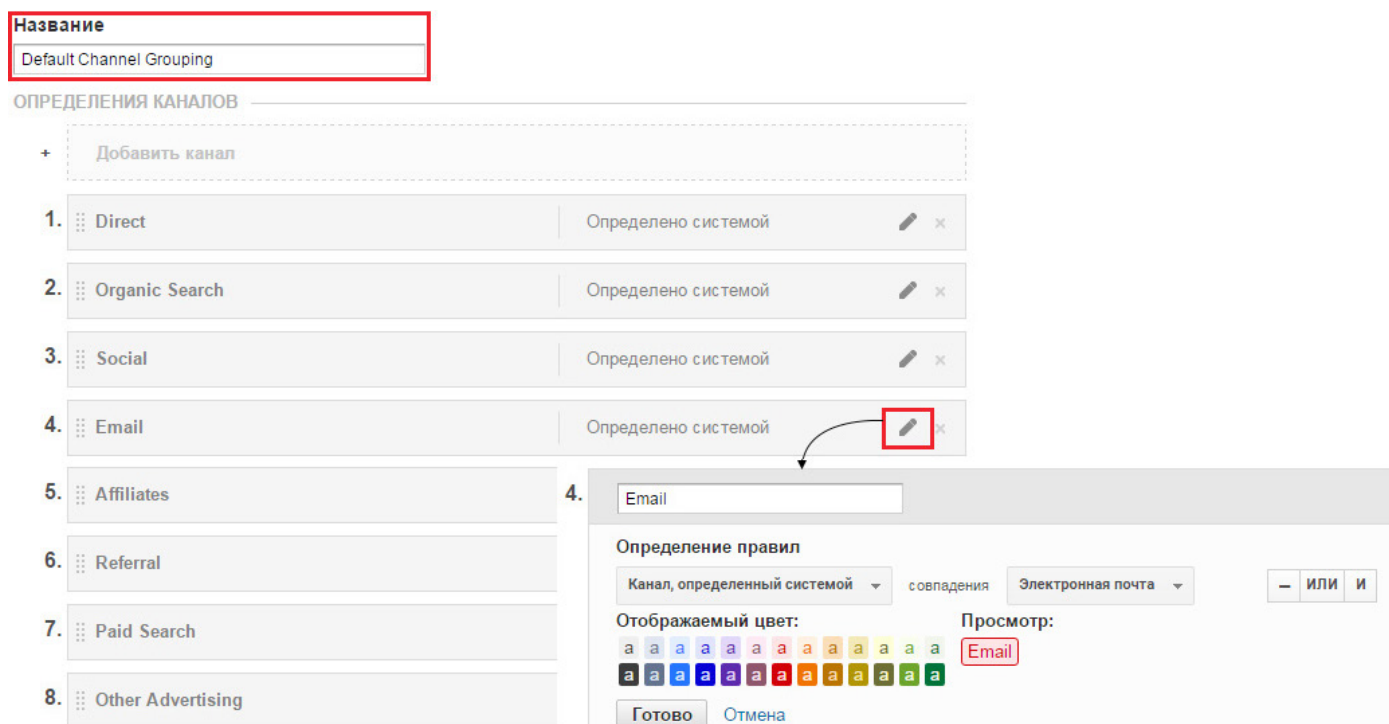 Название
Default Channel Grouping
ОПРЕДЕЛЕНИЯ КАНАЛОВ
+ Добавить канал
1. Direct Определено системой
2. Organic Search Определено системой
3. Social Определено системой
4. Email Определено системой
5. Affiliates
6. Referral
7. Paid Search
8. Other Advertising
4. Email
Определение правил
Канал, определенный системой совпадения Электронная почта – ИЛИ И
Отображаемый цвет: Просмотр:
a a a a a a a a a a a a a Email
a a a a a a a a a a a a a
Готово Отмена